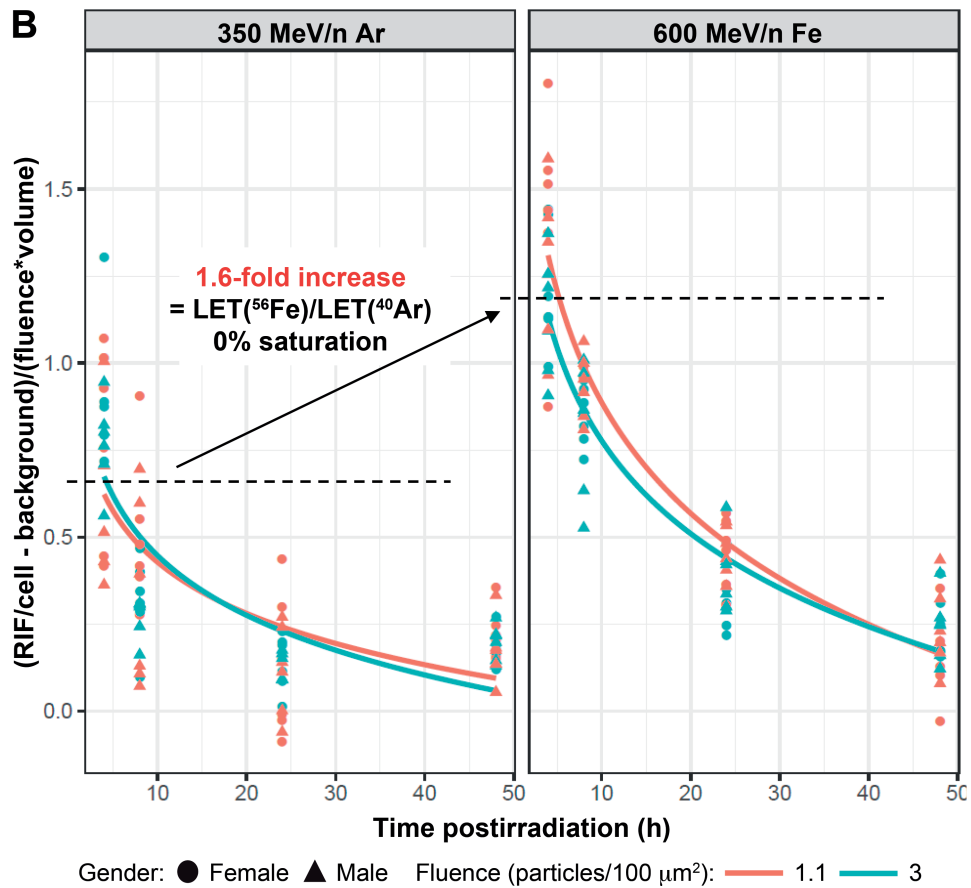 B
350 MeV/n Ar
600 MeV/n Fe
(RIF/cell - background)/(fluence*volume)
1.5
1.0
0.5
0.0
1.6-fold increase
= LET(⁵⁶Fe)/LET(⁴⁰Ar)
0% saturation
10 20 30 40 50
10 20 30 40 50
Time postirradiation (h)
Gender: Female Male Fluence (particles/100 μm²): 1.1 3